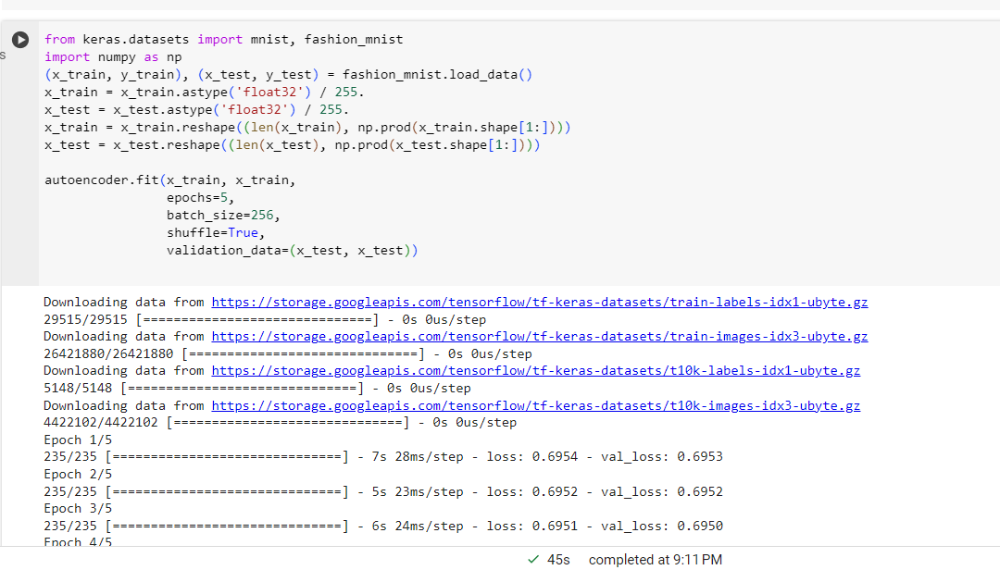 from keras.datasets import mnist, fashion_mnist
import numpy as np
(x_train, y_train), (x_test, y_test) = fashion_mnist.load_data()
x_train = x_train.astype('float32') / 255.
x_test = x_test.astype('float32') / 255.
x_train = x_train.reshape((len(x_train), np.prod(x_train.shape[1:])))
x_test = x_test.reshape((len(x_test), np.prod(x_test.shape[1:])))
autoencoder.fit(x_train, x_train,
epochs=5,
batch_size=256,
shuffle=True,
validation_data=(x_test, x_test))
s
Downloading data from https://storage.googleapis.com/tensorflow/tf-keras-datasets/train-labels-idx1-ubyte.gz
29515/29515 [==============================] - 0s 0us/step
Downloading data from https://storage.googleapis.com/tensorflow/tf-keras-datasets/train-images-idx3-ubyte.gz
26421880/26421880 [==============================] - 0s 0us/step
Downloading data from https://storage.googleapis.com/tensorflow/tf-keras-datasets/t10k-labels-idx1-ubyte.gz
5148/5148 [==============================] - 0s 0us/step
Downloading data from https://storage.googleapis.com/tensorflow/tf-keras-datasets/t10k-images-idx3-ubyte.gz
4422102/4422102 [==============================] - 0s 0us/step
Epoch 1/5
235/235 [==============================] - 7s 28ms/step - loss: 0.6954 - val_loss: 0.6953
Epoch 2/5
235/235 [==============================] - 5s 23ms/step - loss: 0.6952 - val_loss: 0.6952
Epoch 3/5
235/235 [==============================] - 6s 24ms/step - loss: 0.6951 - val_loss: 0.6950
Epoch 4/5
✓ 45s completed at 9:11 PM